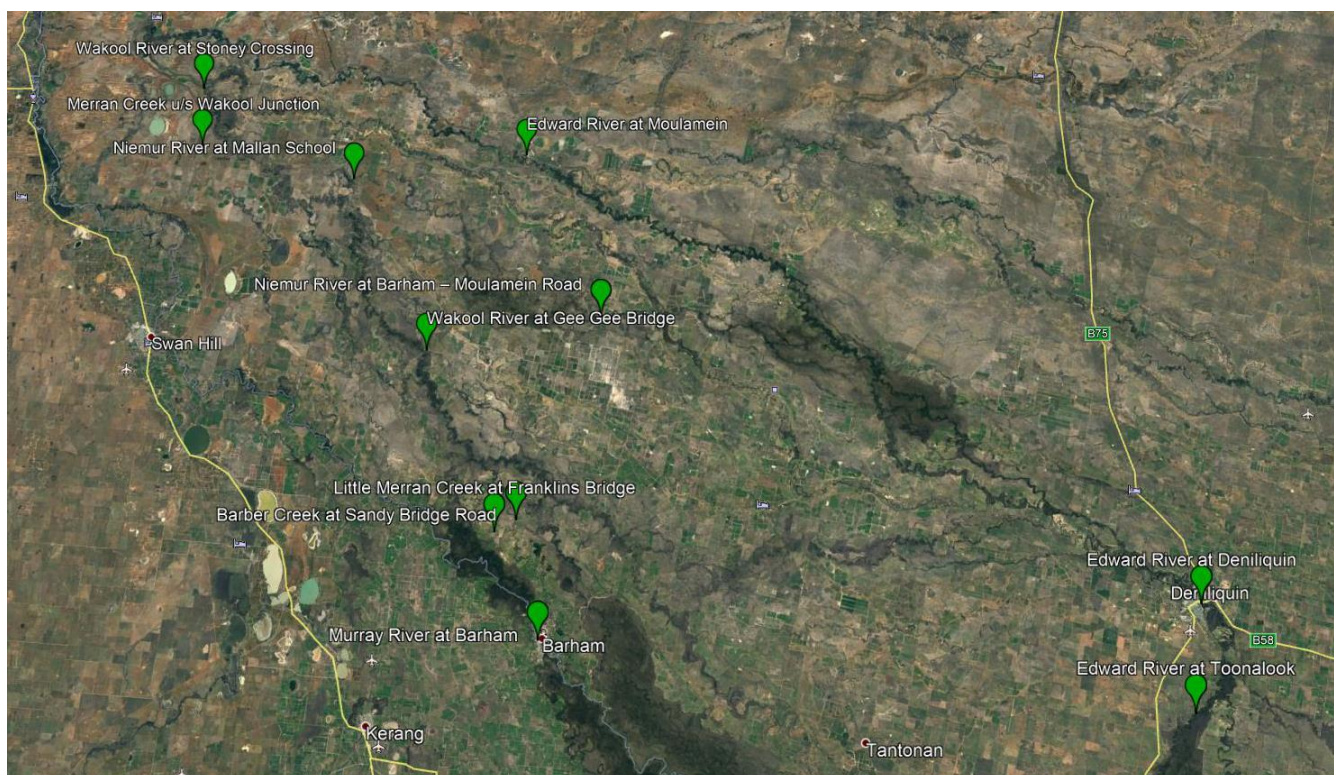 Wakool River at Stoney Crossing
Merran Creek u/s Wakool Junction
Edward River at Moulamein
Niemur River at Mallan School
Niemur River at Barham – Moulamein Road
Wakool River at Gee Gee Bridge
B75
Swan Hill
Little Merran Creek at Franklins Bridge
Barber Creek at Sandy Bridge Road
Edward River at Deniliquin
Deniliquin
Murray River at Barham
Barham
B58
Edward River at Toonalook
Kerang
Tantonan